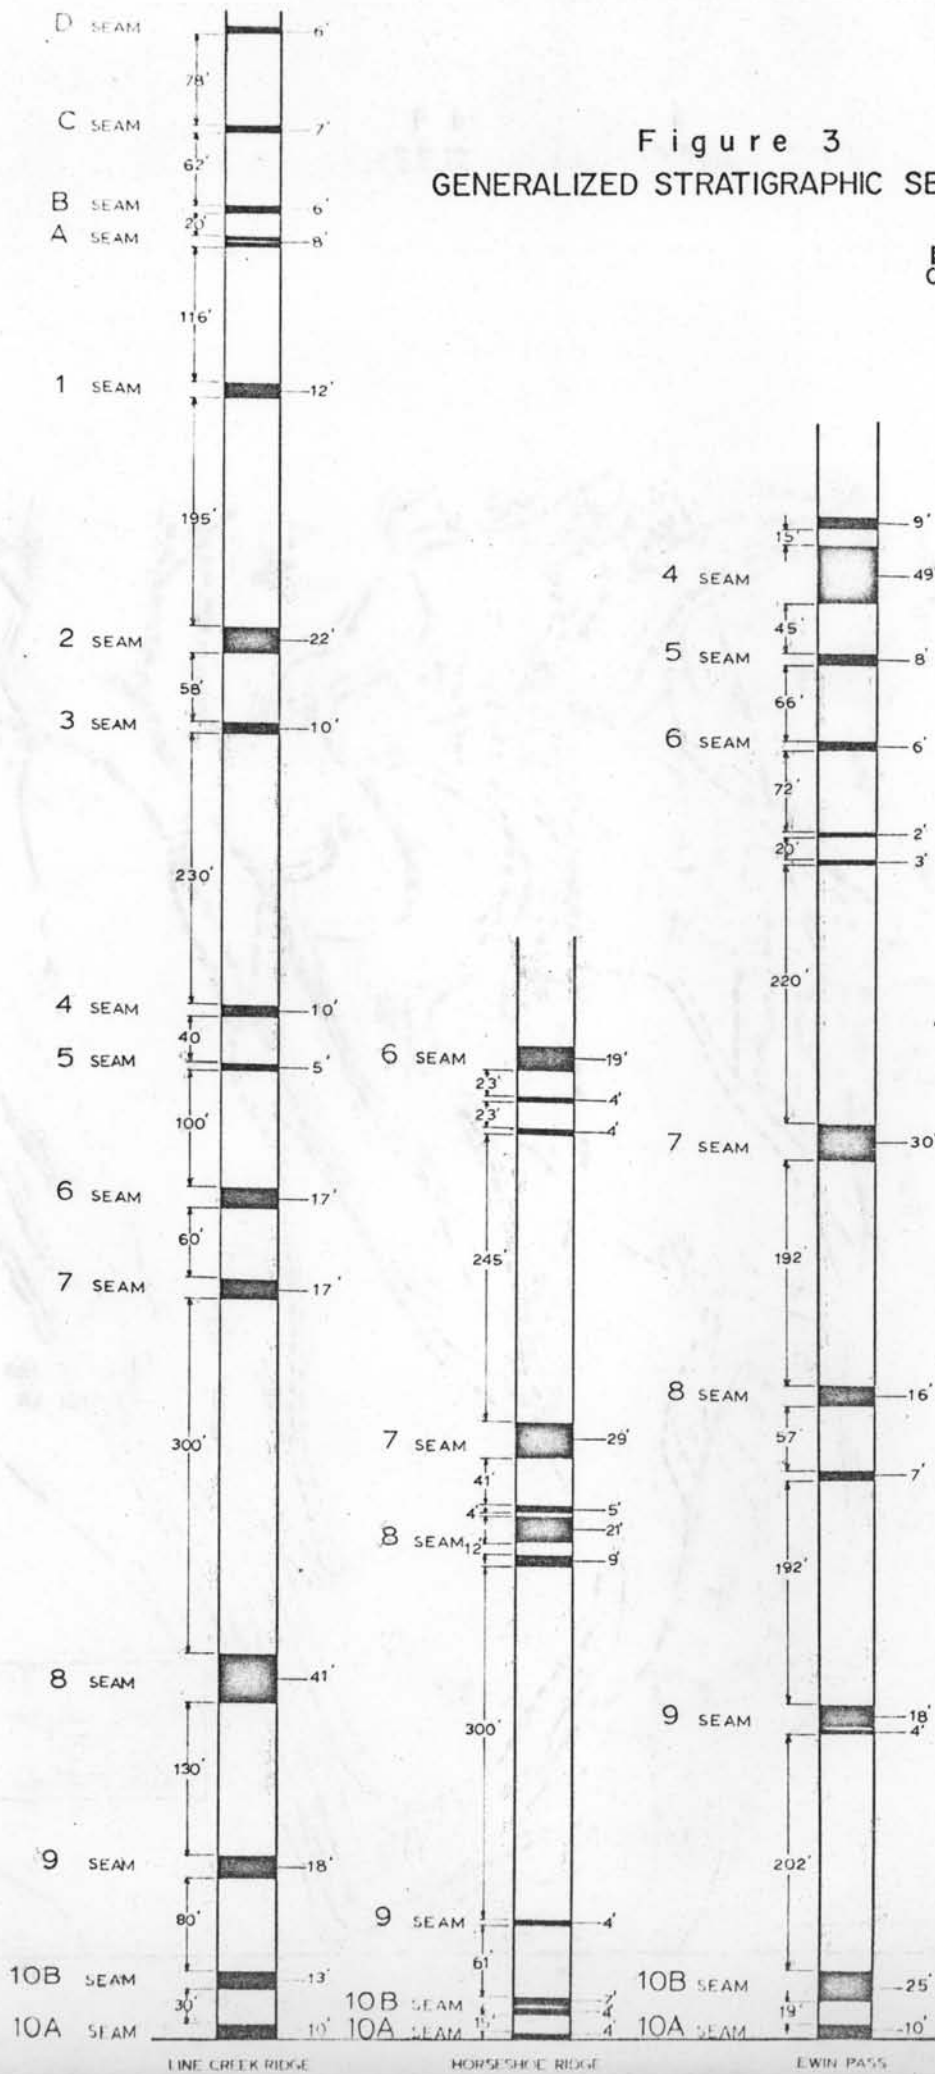 Figure 3
GENERALIZED STRATIGRAPHIC SE
D SEAM 6'
78'
C SEAM 7'
62'
B SEAM 6'
20'
A SEAM 8'
116'
1 SEAM 12'
195'
2 SEAM 22'
58'
3 SEAM 10'
230'
4 SEAM 10'
40
5 SEAM 5'
100'
6 SEAM 17'
60'
7 SEAM 17'
300'
8 SEAM 41'
130'
9 SEAM 18'
80'
10B SEAM 13'
30'
10A SEAM
LINE CREEK RIDGE
6 SEAM 19'
23'
4'
23'
4'
245'
7 SEAM 29'
41'
5'
4'
8 SEAM 21'
12'
9'
300'
9 SEAM 4'
61'
10B SEAM
4'
10A SEAM 4'
HORSESHOE RIDGE
9'
15'
4 SEAM 49'
45'
5 SEAM 8'
66'
6 SEAM 6'
72'
2'
20'
3'
220'
7 SEAM 30'
192'
8 SEAM 16'
57'
7'
192'
9 SEAM 18'
4'
202'
10B SEAM 25'
19'
10A SEAM 10'
EWIN PASS